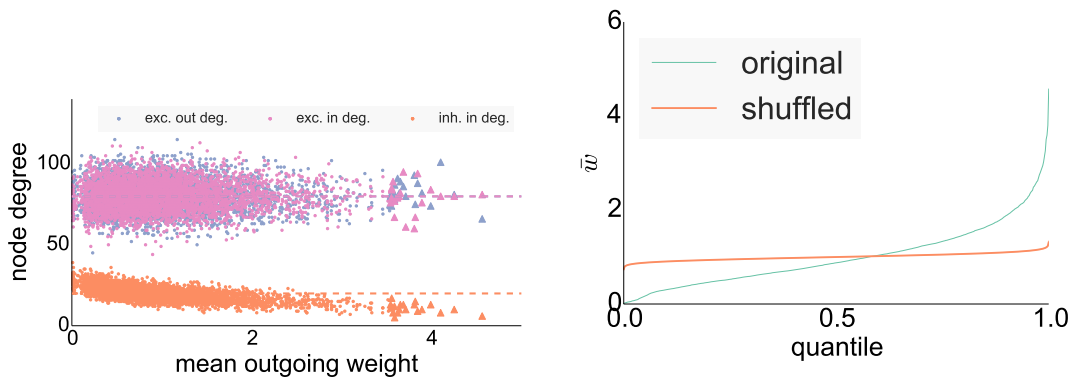 exc. out deg.
exc. in deg.
inh. in deg.
100
50
0
node degree
0
2
4
mean outgoing weight
6
4
2
0
w̄
original
shuffled
0.0
0.5
1.0
quantile